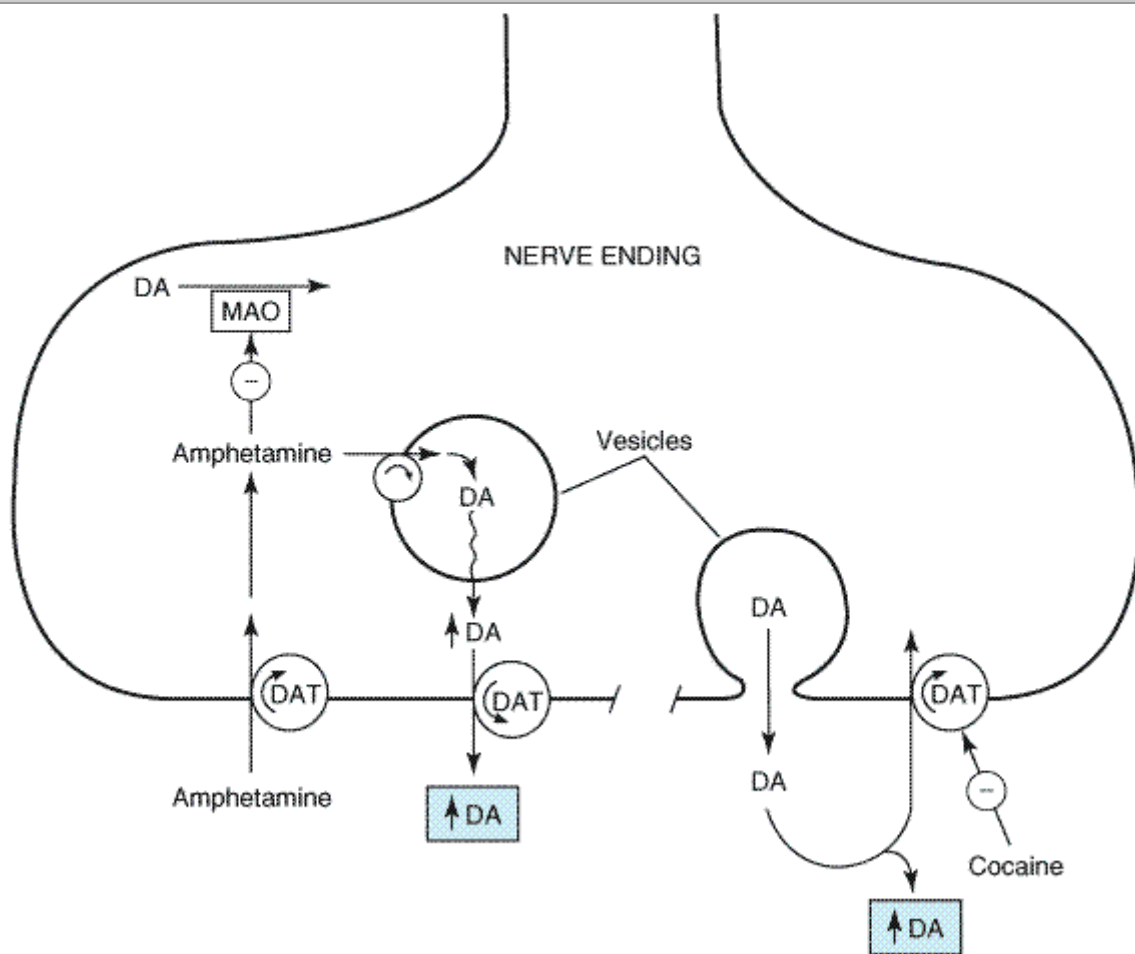 NERVE ENDING
DA
MAO
−
Amphetamine
Vesicles
DA
DA
DA
DAT
DAT
DAT
DA
−
Amphetamine
DA
Cocaine
DA